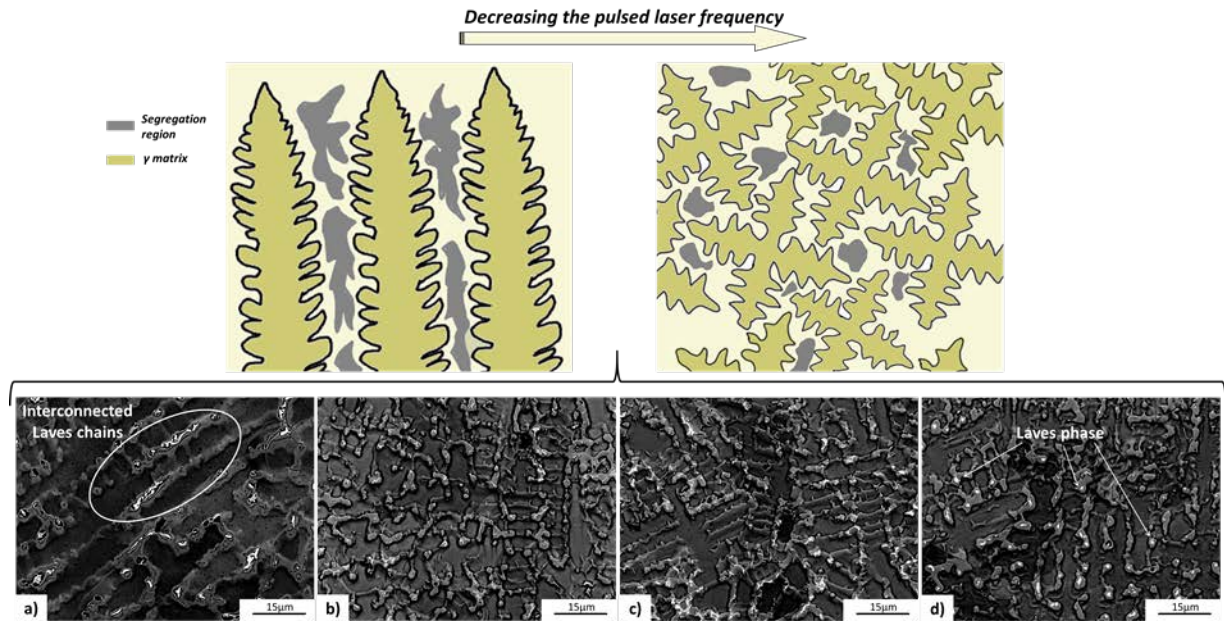 Decreasing the pulsed laser frequency
Segregation
region
γ matrix
Interconnected
Laves chains
Laves phase
a)
15μm
b)
15μm
c)
15μm
d)
15μm